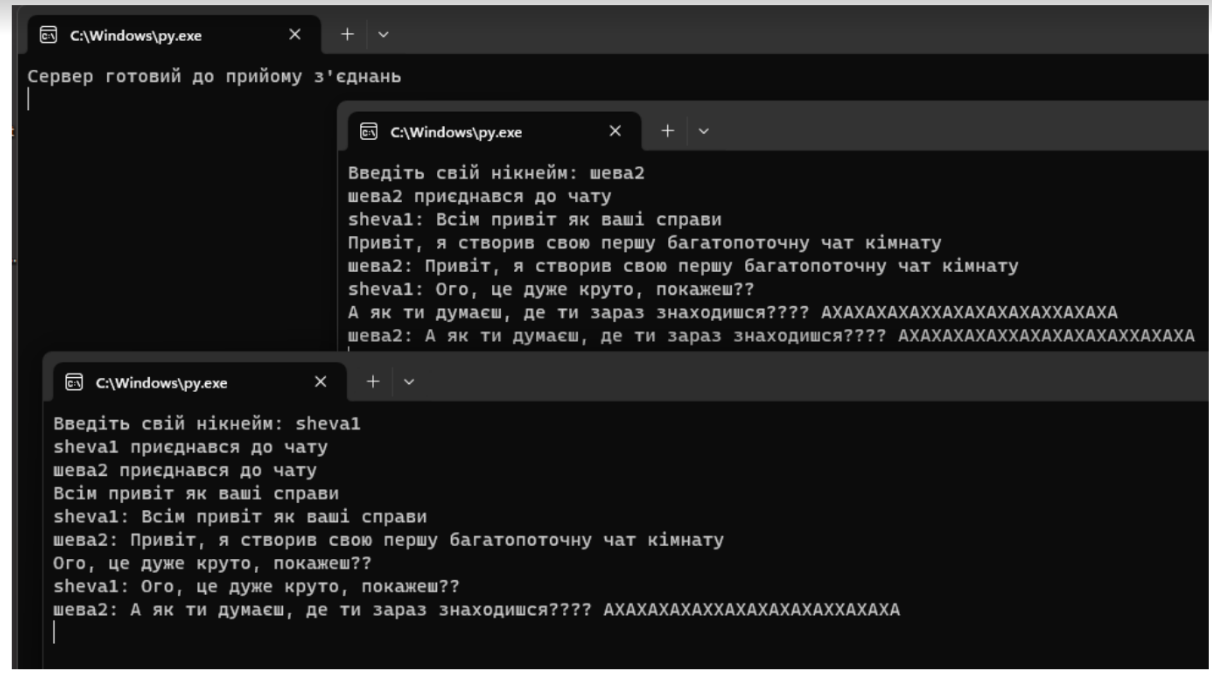 C:\Windows\py.exe
Сервер готовий до прийому з'єднань
C:\Windows\py.exe
Введіть свій нікнейм: шева2
шева2 приєднався до чату
sheva1: Всім привіт як ваші справи
Привіт, я створив свою першу багатопоточну чат кімнату
шева2: Привіт, я створив свою першу багатопоточну чат кімнату
sheva1: Ого, це дуже круто, покажеш??
А як ти думаєш, де ти зараз знаходишся???? АХАХАХАХАХХАХАХАХАХАХХАХАХА
шева2: А як ти думаєш, де ти зараз знаходишся???? АХАХАХАХАХХАХАХАХАХАХХАХАХА
C:\Windows\py.exe
Введіть свій нікнейм: sheva1
sheva1 приєднався до чату
шева2 приєднався до чату
Всім привіт як ваші справи
sheva1: Всім привіт як ваші справи
шева2: Привіт, я створив свою першу багатопоточну чат кімнату
Ого, це дуже круто, покажеш??
sheva1: Ого, це дуже круто, покажеш??
шева2: А як ти думаєш, де ти зараз знаходишся???? АХАХАХАХАХХАХАХАХАХАХХАХАХА